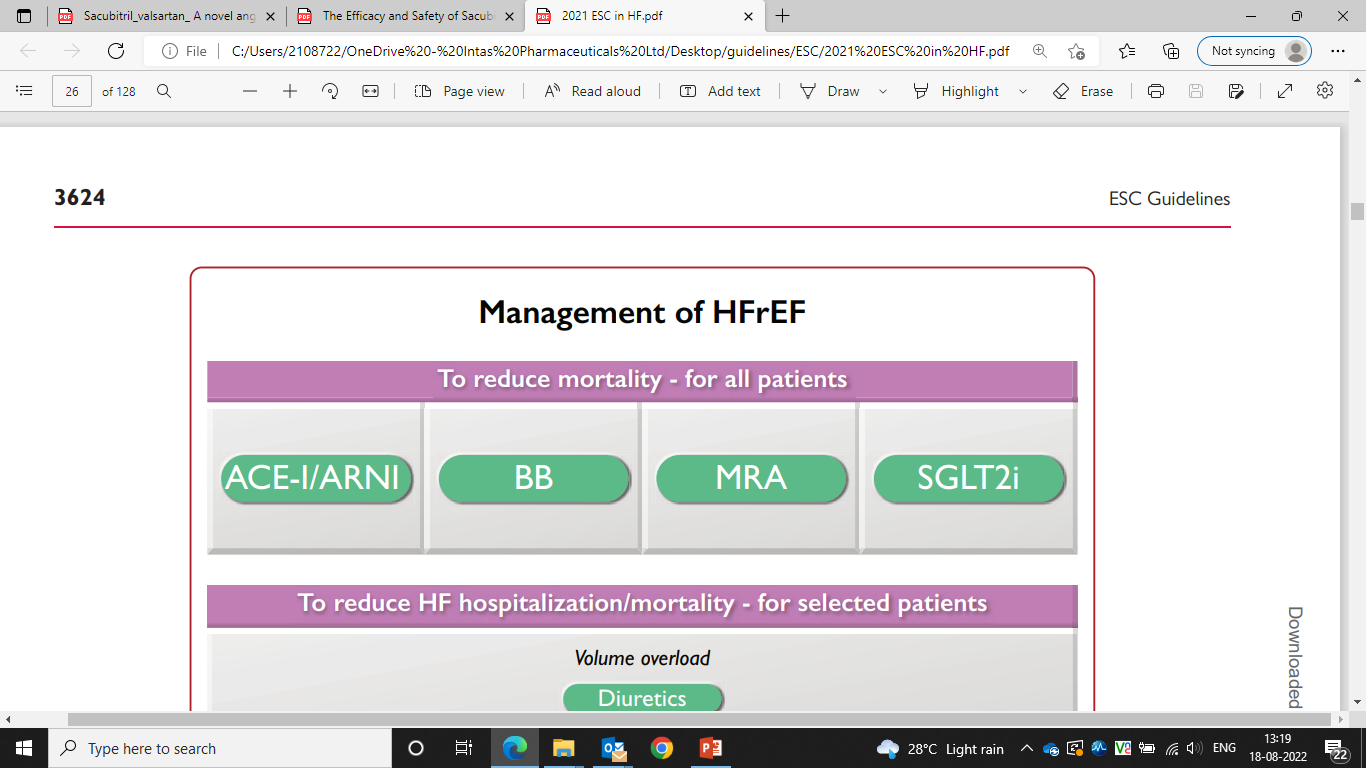 Sacubitril_valsartan_ A novel ang
The Efficacy and Safety of Sacub
2021 ESC in HF.pdf
File
C:/Users/2108722/OneDrive%20-%20Intas%20Pharmaceuticals%20Ltd/Desktop/guidelines/ESC/2021%20ESC%20in%20HF.pdf
Not syncing
26 of 128
Page view
Read aloud
Add text
Draw
Highlight
Erase
3624
ESC Guidelines
Management of HFrEF
To reduce mortality - for all patients
ACE-I/ARNI
BB
MRA
SGLT2i
To reduce HF hospitalization/mortality - for selected patients
Volume overload
Diuretics
Downloaded
Type here to search
28°C Light rain
ENG
13:19
18-08-2022
22